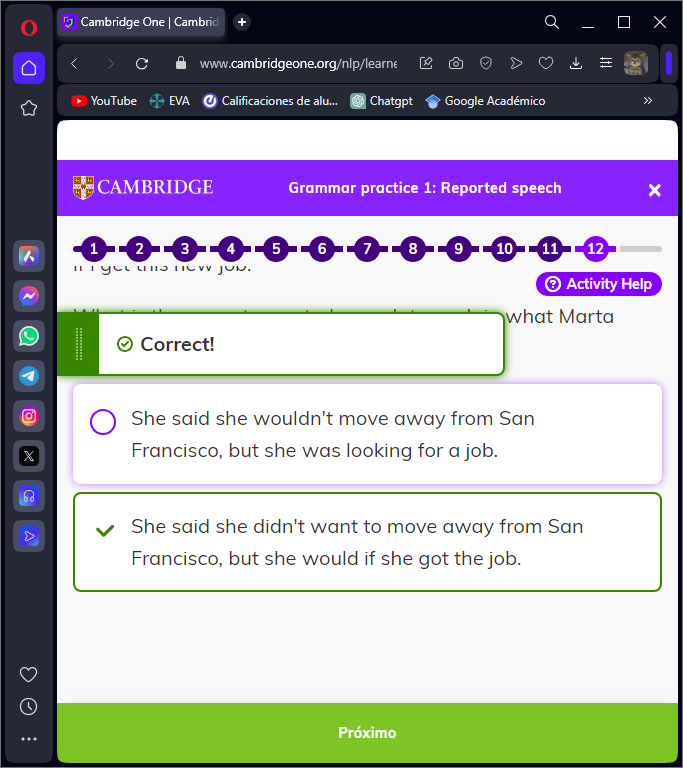 Cambridge One | Cambrid
www.cambridgeone.org/nlp/learne
YouTube
EVA
Calificaciones de alu...
Chatgpt
Google Académico
CAMBRIDGE
Grammar practice 1: Reported speech
1 2 3 4 5 6 7 8 9 10 11 12
if I get this new job.
Activity Help
what Marta
Correct!
She said she wouldn't move away from San
Francisco, but she was looking for a job.
She said she didn't want to move away from San
Francisco, but she would if she got the job.
Próximo